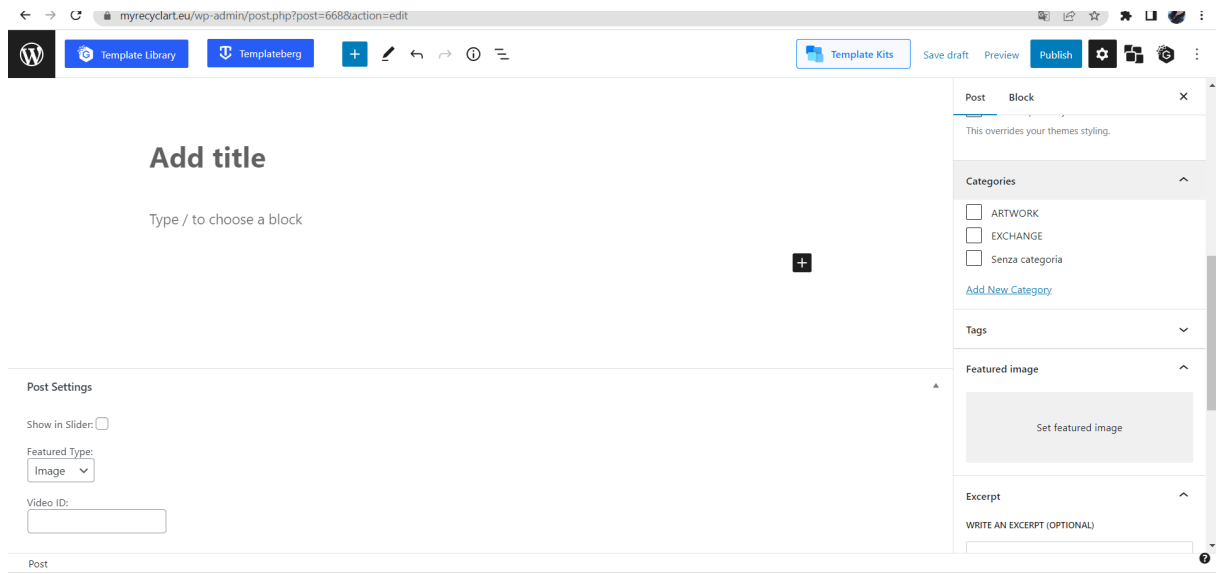 myrecyclart.eu/wp-admin/post.php?post=668&action=edit
Template Library
Templateberg
Template Kits
Save draft
Preview
Publish
Post
Block
This overrides your themes styling.
Add title
Type / to choose a block
Categories
ARTWORK
EXCHANGE
Senza categoria
Add New Category
Tags
Featured image
Set featured image
Excerpt
WRITE AN EXCERPT (OPTIONAL)
Post Settings
Show in Slider:
Featured Type:
Image
Video ID:
Post